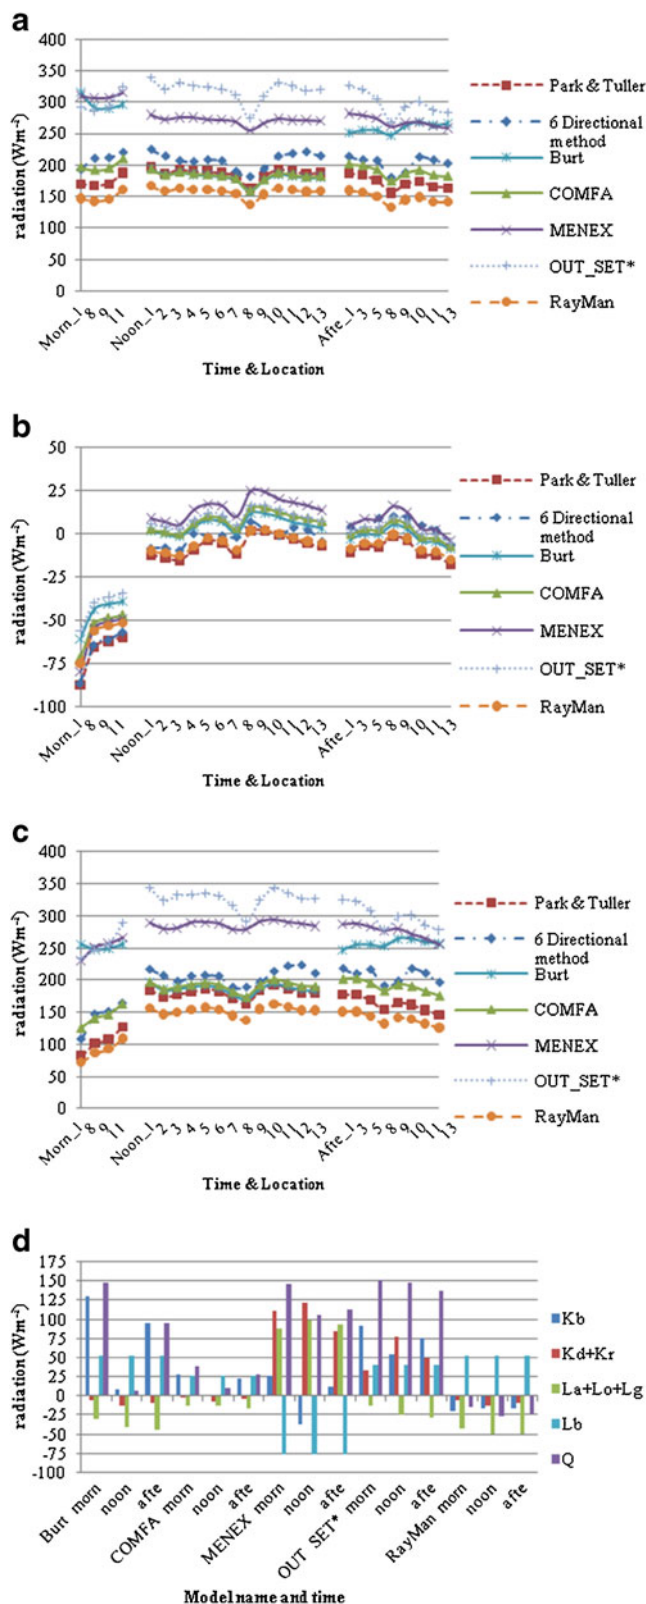 a
400
350
300
250
200
150
100
50
0
radiation (Wm⁻²)
Morn_1 8 9 11 Noon_1 2 3 4 5 6 7 8 9 10 11 12 13 Afte_1 3 5 6 8 9 10 11 13
Time & Location
Park & Tuller
6 Directional
method
Burt
COMFA
MENEX
OUT_SET*
RayMan
b
50
25
0
-25
-50
-75
-100
radiation (Wm⁻²)
Morn_1 8 9 11 Noon_1 2 3 4 5 6 7 8 9 10 11 12 13 Afte_1 3 5 6 8 9 10 11 13
Time & Location
Park & Tuller
6 Directional
method
Burt
COMFA
MENEX
OUT_SET*
RayMan
c
400
350
300
250
200
150
100
50
0
radiation (Wm⁻²)
Morn_1 8 9 11 Noon_1 2 3 4 5 6 7 8 9 10 11 12 13 Afte_1 3 5 6 8 9 10 11 13
Time & Location
Park & Tuller
6 Directional
method
Burt
COMFA
MENEX
OUT_SET*
RayMan
d
175
150
125
100
75
50
25
0
-25
-50
-75
-100
radiation (Wm⁻²)
Burt morn noon afte COMFA morn noon afte MENEX morn noon afte OUT SET* morn noon afte RayMan morn noon afte
Model name and time
Kb
Kd+Kr
La+Lo+Lg
Lb
Q